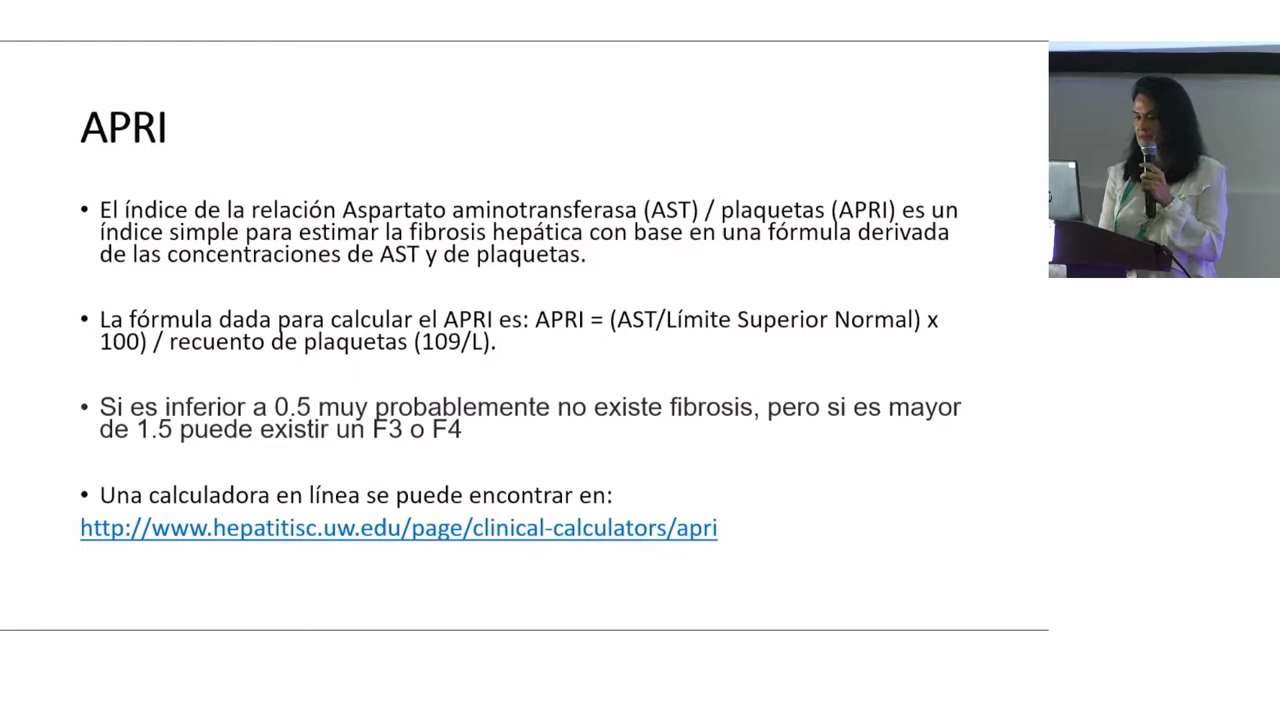 APRI
• El índice de la relación Aspartato aminotransferasa (AST) / plaquetas (APRI) es un
índice simple para estimar la fibrosis hepática con base en una fórmula derivada
de las concentraciones de AST y de plaquetas.
• La fórmula dada para calcular el APRI es: APRI = (AST/Límite Superior Normal) x
100) / recuento de plaquetas (109/L).
• Si es inferior a 0.5 muy probablemente no existe fibrosis, pero si es mayor
de 1.5 puede existir un F3 o F4
• Una calculadora en línea se puede encontrar en:
http://www.hepatitisc.uw.edu/page/clinical-calculators/apri